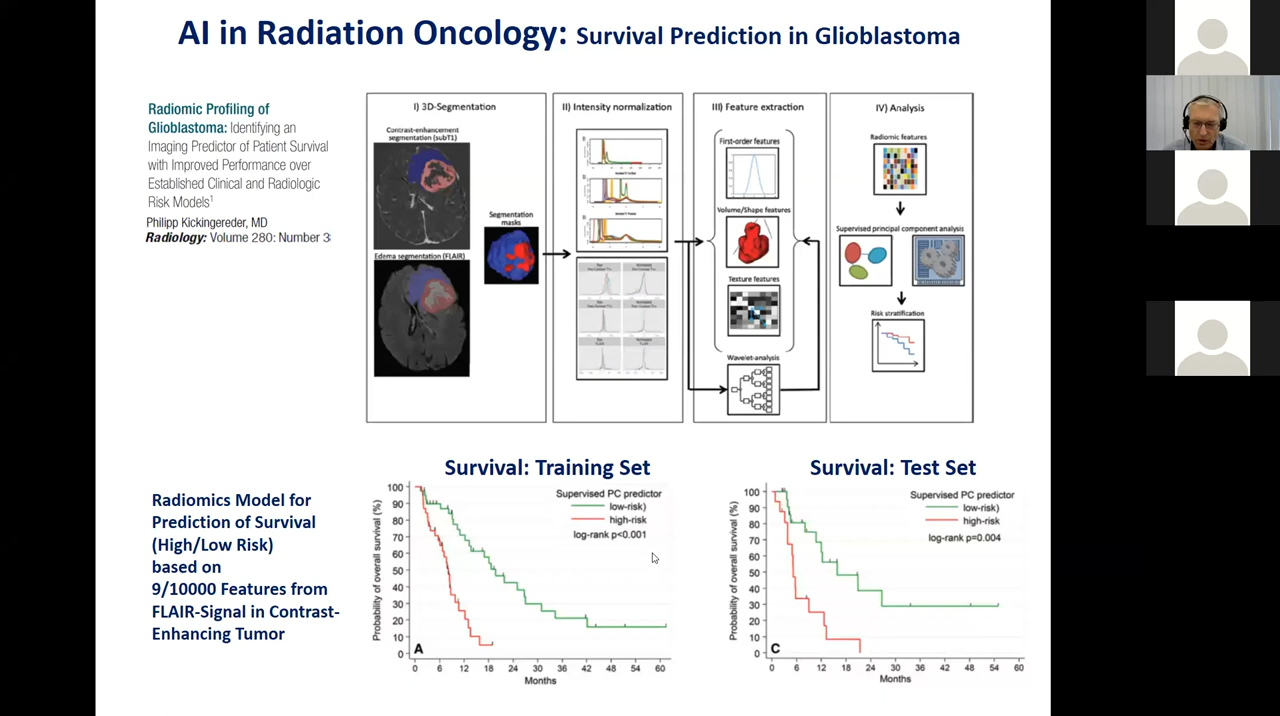 AI in Radiation Oncology: Survival Prediction in Glioblastoma
Radiomic Profiling of
Glioblastoma: Identifying an
Imaging Predictor of Patient Survival
with Improved Performance over
Established Clinical and Radiologic
Risk Models1
Philipp Kickingereder, MD
Radiology: Volume 280: Number 3
I) 3D-Segmentation
Contrast-enhancement
segmentation (subT1)
Edema segmentation (FLAIR)
Segmentation
masks
II) Intensity normalization
III) Feature extraction
First-order features
Volume/Shape features
Texture features
Wavelet-analysis
IV) Analysis
Radiomic features
Supervised principal component analysis
Risk stratification
Radiomics Model for
Prediction of Survival
(High/Low Risk)
based on
9/10000 Features from
FLAIR-Signal in Contrast-
Enhancing Tumor
Survival: Training Set
Probability of overall survival (%)
100
90
80
70
60
50
40
30
20
10
0
Supervised PC predictor
low-risk)
high-risk
log-rank p<0.001
A
0 6 12 18 24 30 36 42 48 54 60
Months
Survival: Test Set
Probability of overall survival (%)
100
90
80
70
60
50
40
30
20
10
0
Supervised PC predictor
low-risk)
high-risk
log-rank p=0.004
C
0 6 12 18 24 30 36 42 48 54 60
Months